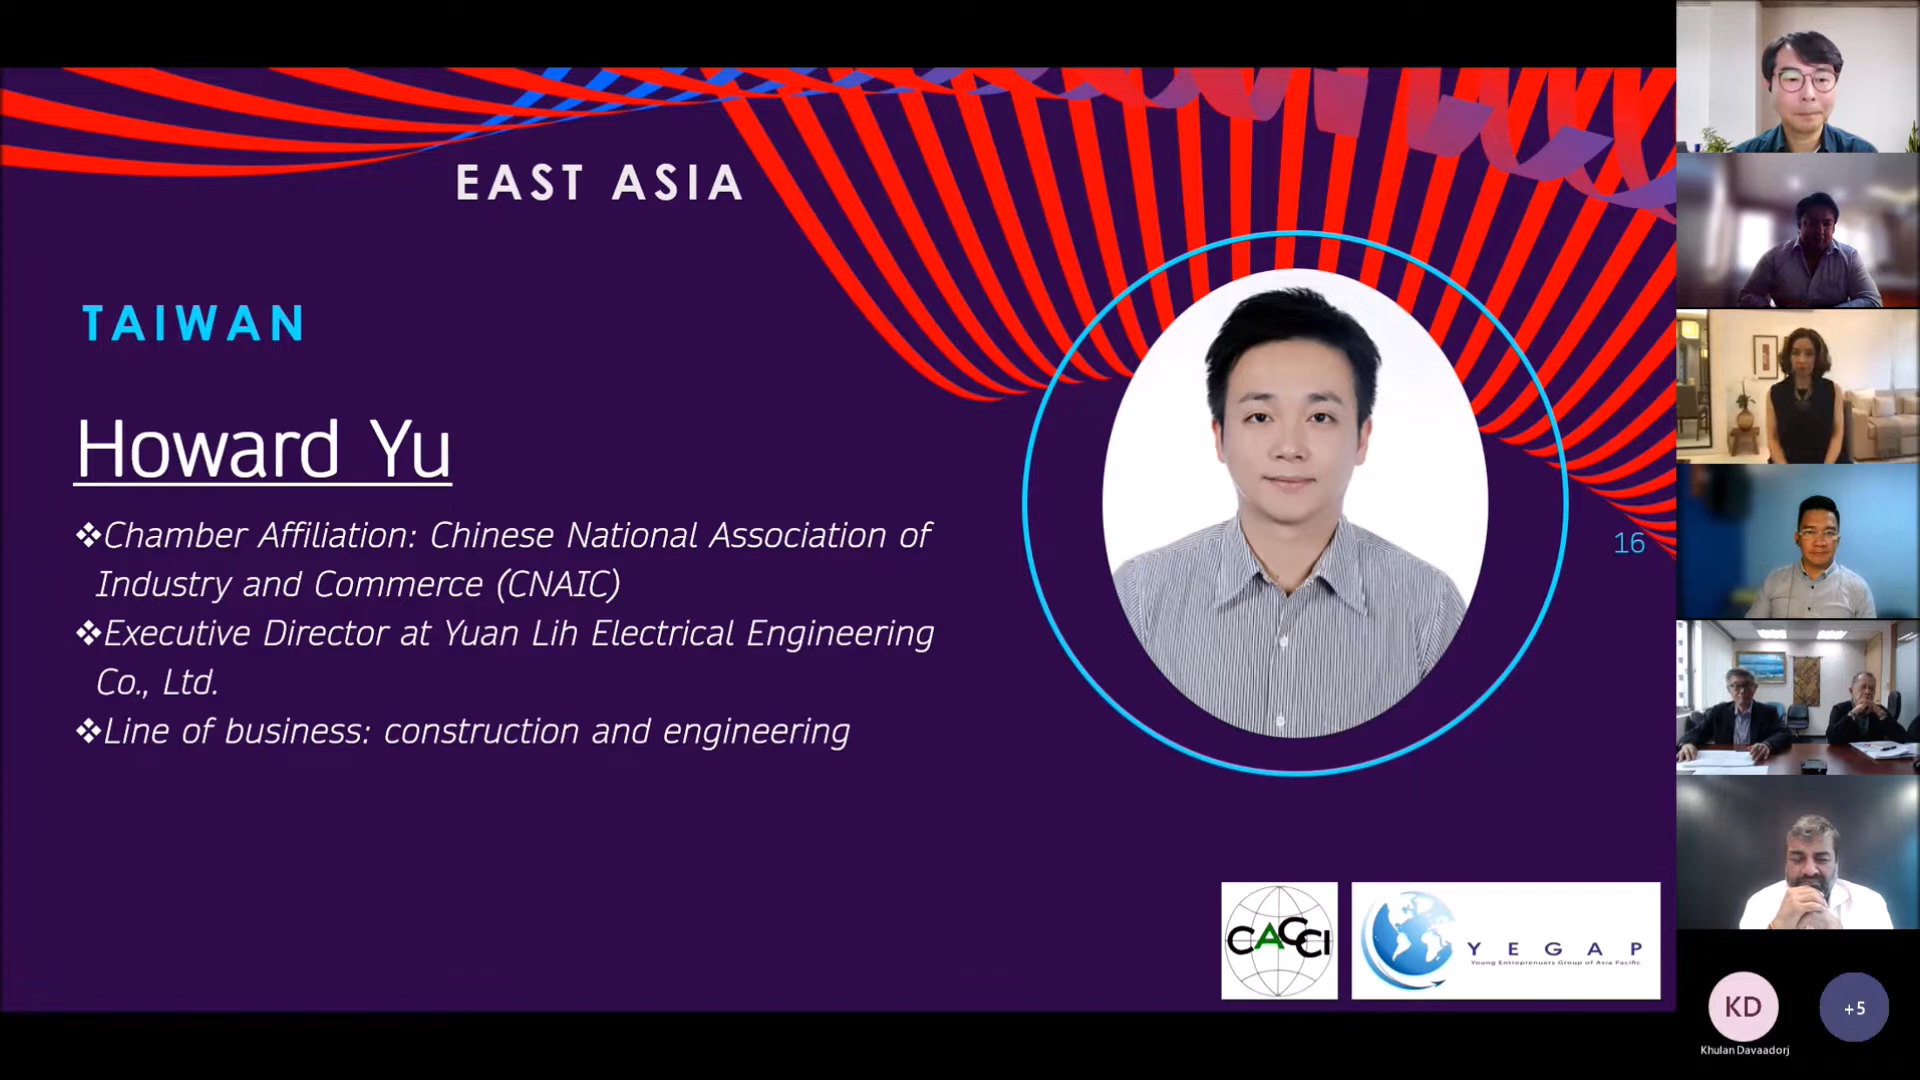 EAST ASIA
TAIWAN
Howard Yu
❖Chamber Affiliation: Chinese National Association of
Industry and Commerce (CNAIC)
❖Executive Director at Yuan Lih Electrical Engineering
Co., Ltd.
❖Line of business: construction and engineering
16
CACCI
YEGAP
Young Entreprenuers Group of Asia Pacific
KD
+5
Khulan Davaadorj